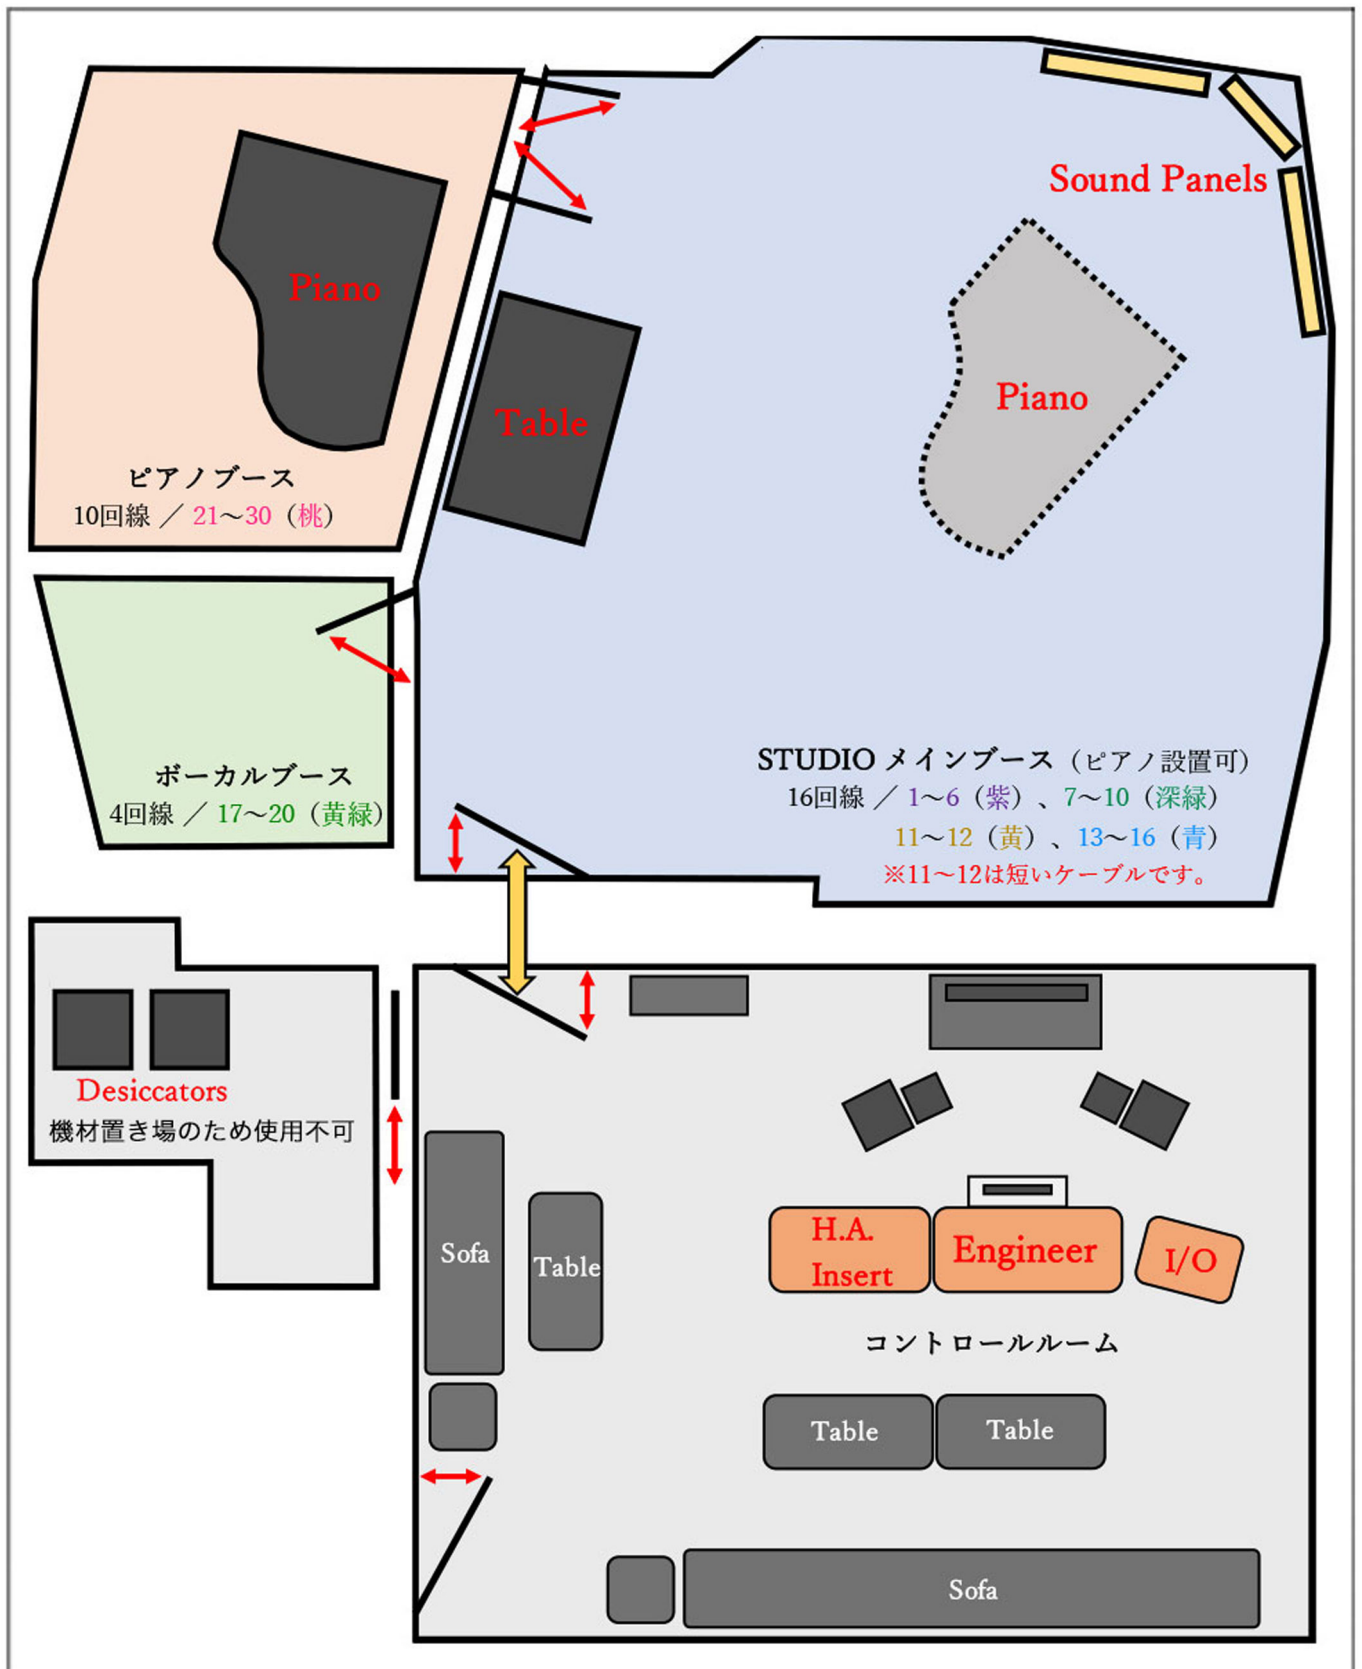 Sound Panels
Piano
Piano
Table
ピアノブース
10回線 ／ 21〜30（桃）
STUDIO メインブース（ピアノ設置可）
16回線 ／ 1〜6（紫）、7〜10（深緑）
11〜12（黄）、13〜16（青）
※11〜12は短いケーブルです。
ボーカルブース
4回線 ／ 17〜20（黄緑）
Desiccators
機材置き場のため使用不可
Sofa
Table
H.A.
Insert
Engineer
I/O
コントロールルーム
Table
Table
Sofa